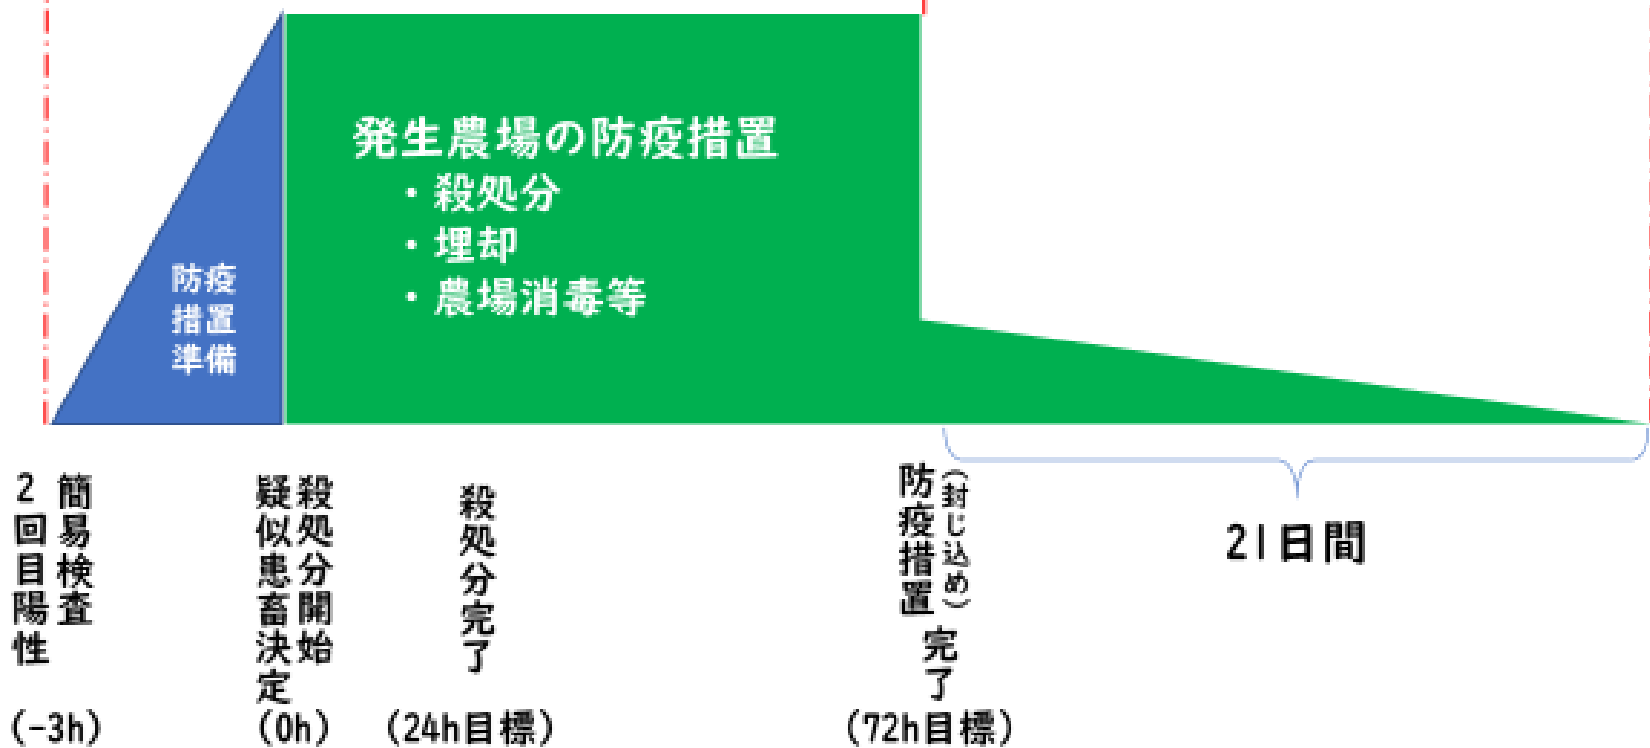 発生農場の防疫措置
・殺処分
・埋却
・農場消毒等
防疫
措置
準備
簡易検査
2回目陽性
(-3h)
殺処分開始
疑似患畜決定
(0h)
殺処分完了
(24h目標)
(封じ込め)
防疫措置
完了
(72h目標)
21日間